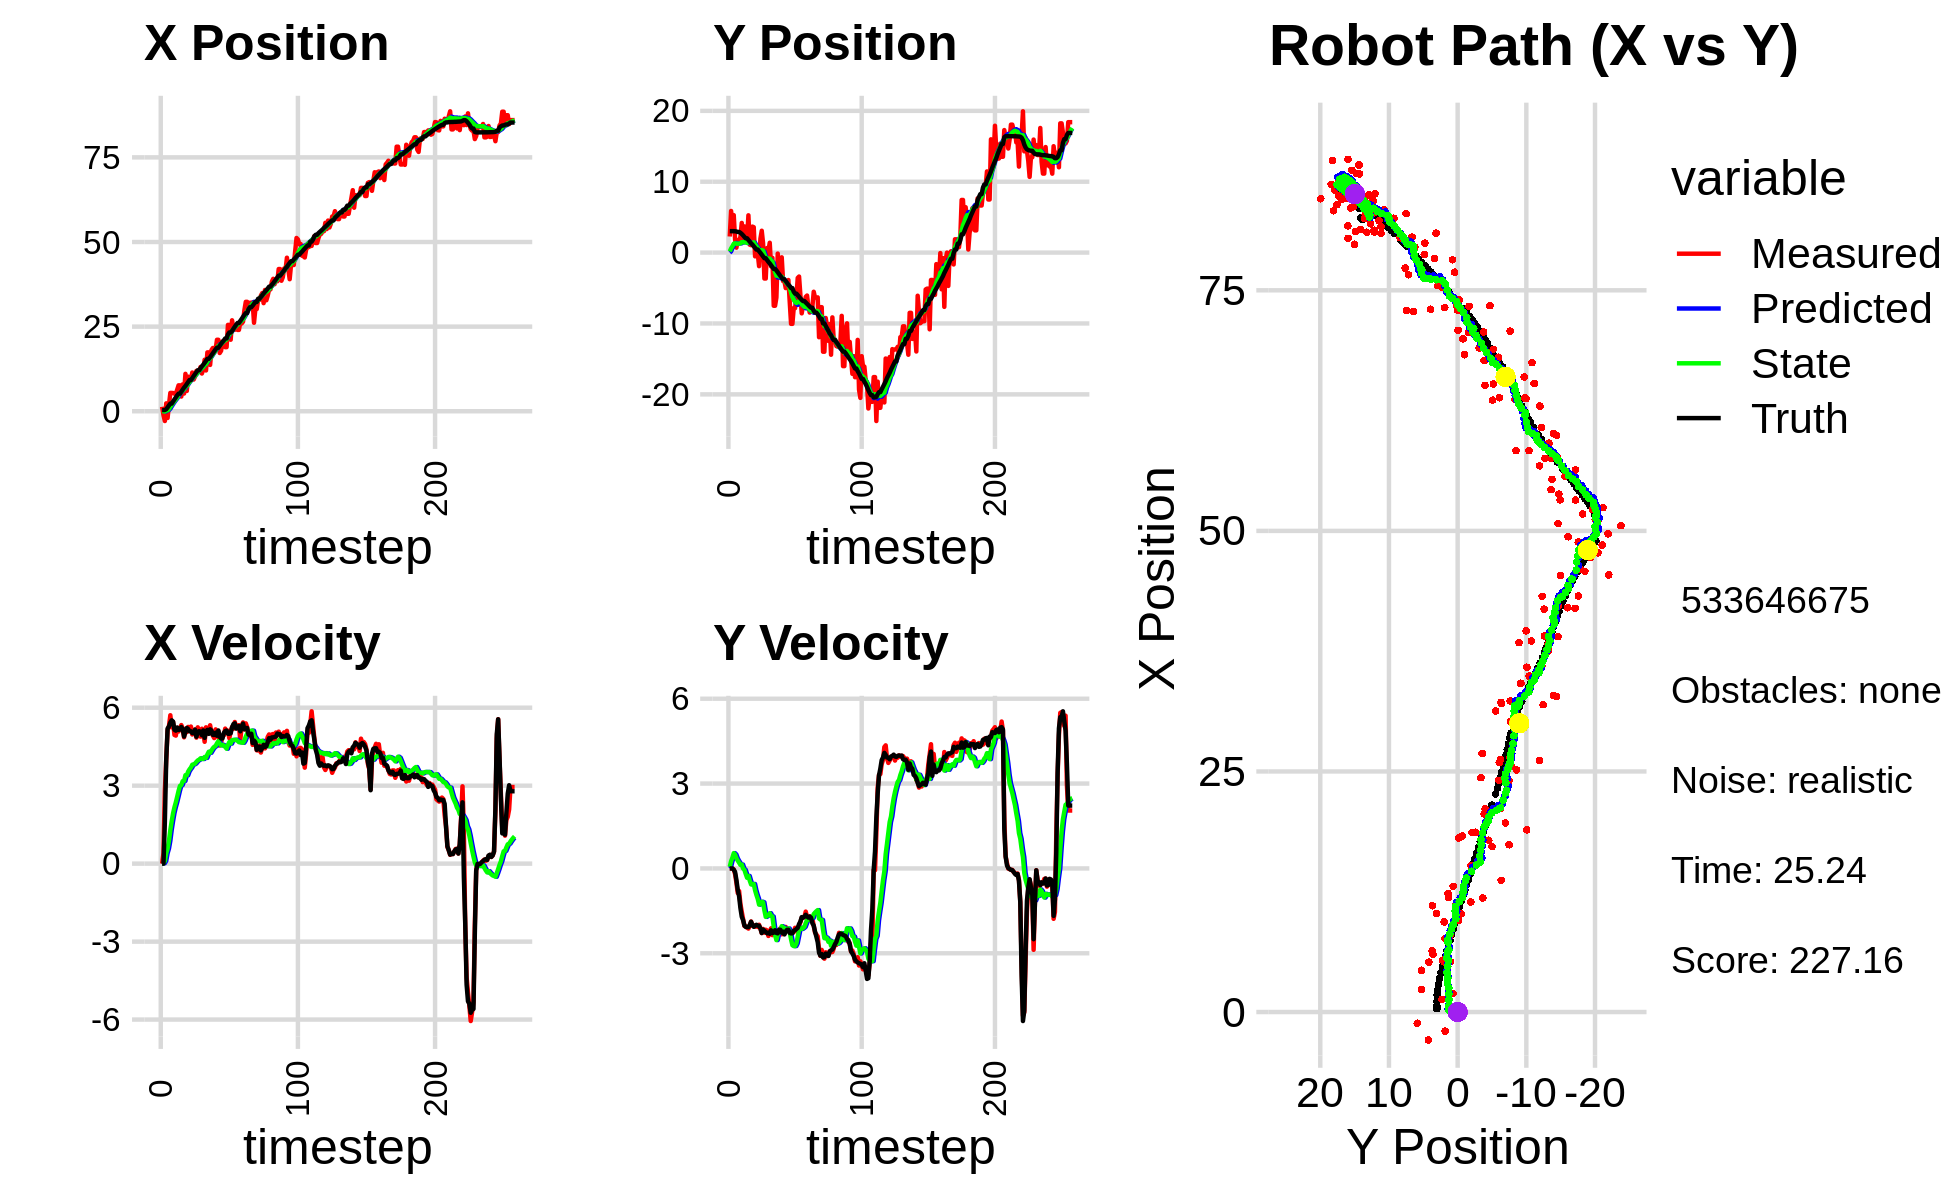 X Position
75
50
25
0
0
100
200
timestep
Y Position
20
10
0
-10
-20
0
100
200
timestep
X Velocity
6
3
0
-3
-6
0
100
200
timestep
Y Velocity
6
3
0
-3
0
100
200
timestep
Robot Path (X vs Y)
X Position
75
50
25
0
20 10 0 -10 -20
Y Position
variable
Measured
Predicted
State
Truth
533646675
Obstacles: none
Noise: realistic
Time: 25.24
Score: 227.16